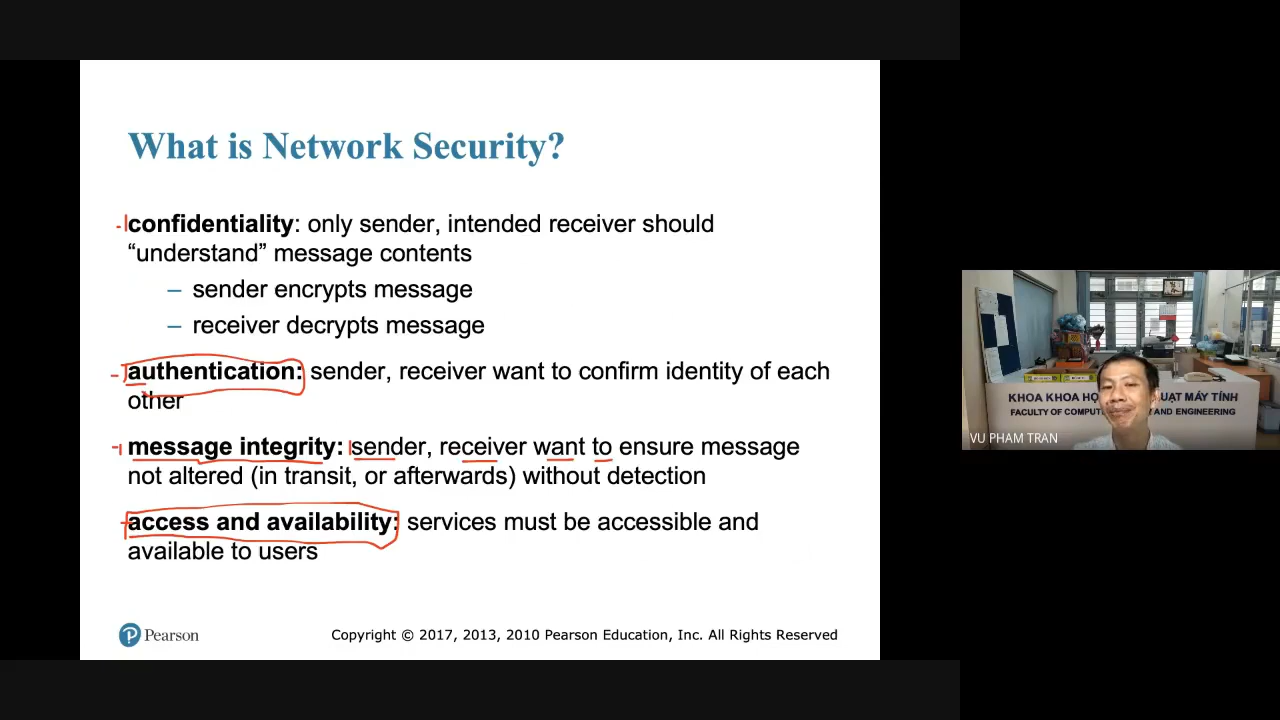 What is Network Security?
confidentiality: only sender, intended receiver should
“understand” message contents
– sender encrypts message
– receiver decrypts message
authentication: sender, receiver want to confirm identity of each
other
message integrity: sender, receiver want to ensure message
not altered (in transit, or afterwards) without detection
access and availability: services must be accessible and
available to users
Pearson
Copyright © 2017, 2013, 2010 Pearson Education, Inc. All Rights Reserved
KHOA KHOA HỌ UẬT MÁY TÍNH
FACULTY OF COMPUT Y AND ENGINEERING
VU PHAM TRAN